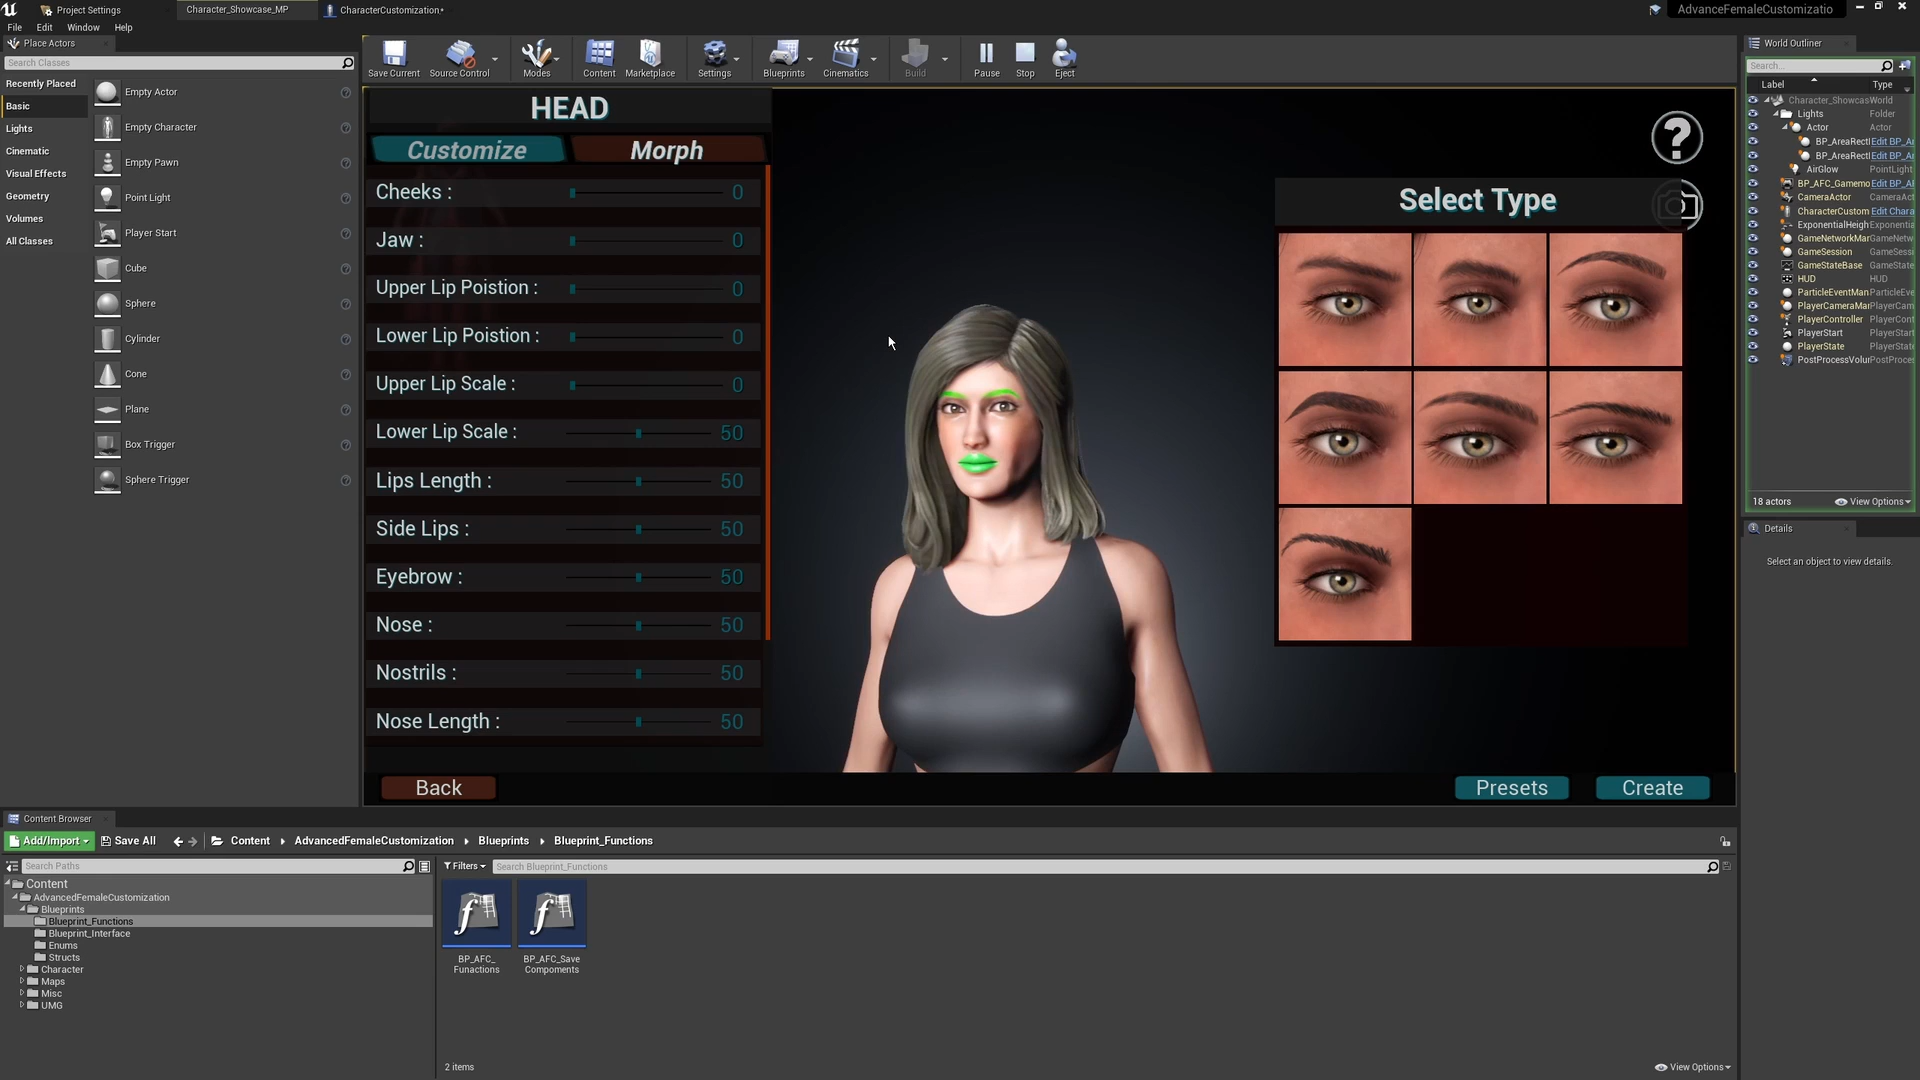 Project Settings
Character_Showcase_MP
CharacterCustomization*
AdvanceFemaleCustomizatio
File Edit Window Help
Place Actors
Search Classes
Recently Placed
Basic
Lights
Cinematic
Visual Effects
Geometry
Volumes
All Classes
Empty Actor
Empty Character
Empty Pawn
Point Light
Player Start
Cube
Sphere
Cylinder
Cone
Plane
Box Trigger
Sphere Trigger
Save Current
Source Control
Modes
Content
Marketplace
Settings
Blueprints
Cinematics
Build
Pause
Stop
Eject
HEAD
Customize
Morph
Cheeks : 0
Jaw : 0
Upper Lip Poistion : 0
Lower Lip Poistion : 0
Upper Lip Scale : 0
Lower Lip Scale : 50
Lips Length : 50
Side Lips : 50
Eyebrow : 50
Nose : 50
Nostrils : 50
Nose Length : 50
Back
?
Select Type
Presets
Create
World Outliner
Search...
Label Type
Character_Showcas World
Lights Folder
Actor Actor
BP_AreaRectl Edit BP_Ar
BP_AreaRectl Edit BP_Ar
AirGlow PointLight
BP_AFC_Gamemo Edit BP_Al
CameraActor CameraAct
CharacterCustom Edit Chara
ExponentialHeigh Exponentia
GameNetworkMar GameNetw
GameSession GameSessi
GameStateBase GameState
HUD HUD
ParticleEventMan ParticleEve
PlayerCameraMar PlayerCam
PlayerController PlayerCont
PlayerStart PlayerStart
PlayerState PlayerState
PostProcessVolur PostProces
18 actors
View Options
Details
Select an object to view details.
Content Browser
Add/Import
Save All
Content
AdvancedFemaleCustomization
Blueprints
Blueprint_Functions
Search Paths
Filters
Search Blueprint_Functions
Content
AdvancedFemaleCustomization
Blueprints
Blueprint_Functions
Blueprint_Interface
Enums
Structs
Character
Maps
Misc
UMG
BP_AFC_
Funactions
BP_AFC_Save
Components
2 items
View Options